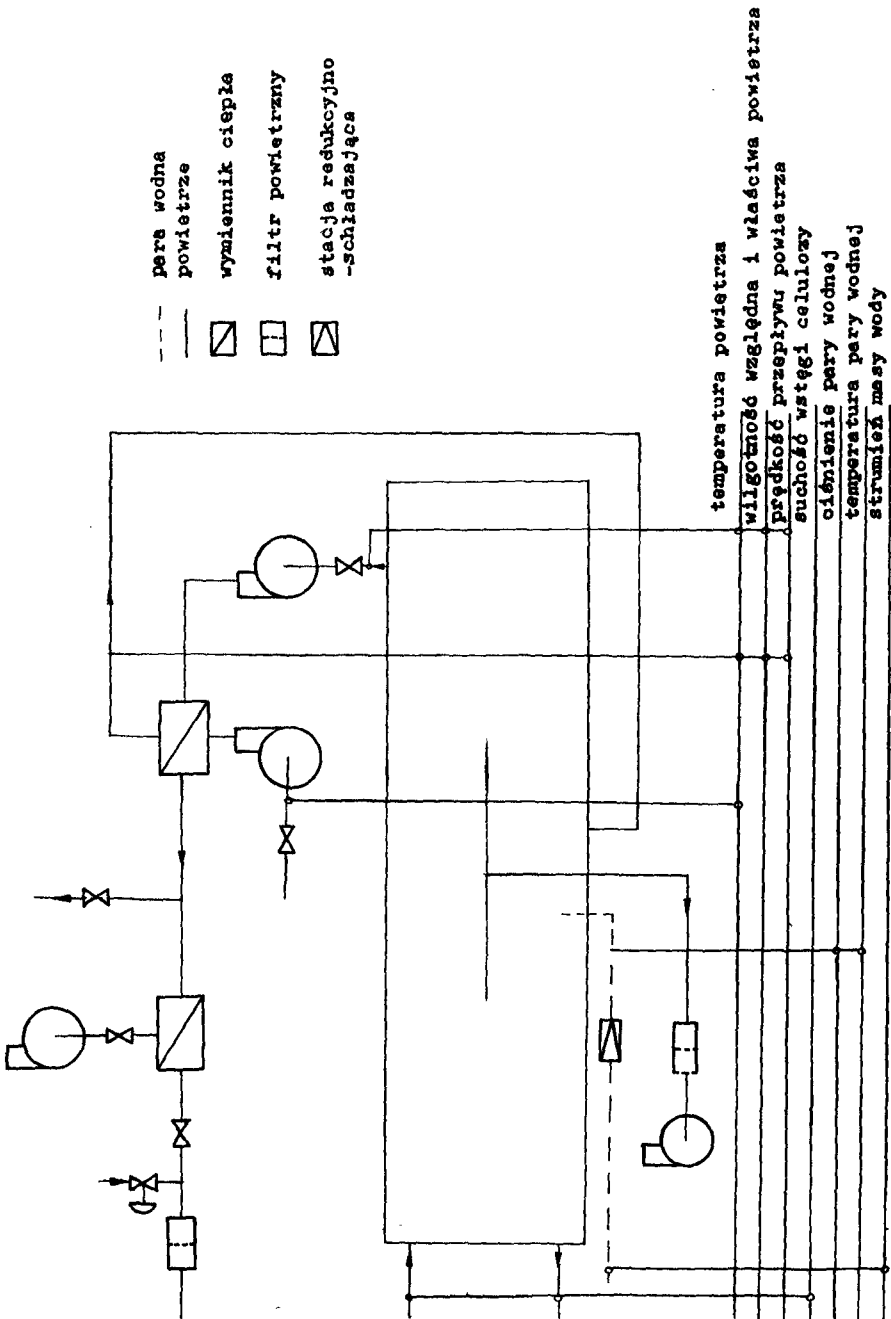 para wodna
powietrze
wymiennik ciepła
filtr powietrzny
stacja redukcyjno
-schładzająca
temperatura powietrza
wilgotność względna i właściwa powietrza
prędkość przepływu powietrza
suchość wstęgi celulozy
ciśnienie pary wodnej
temperatura pary wodnej
strumień masy wody